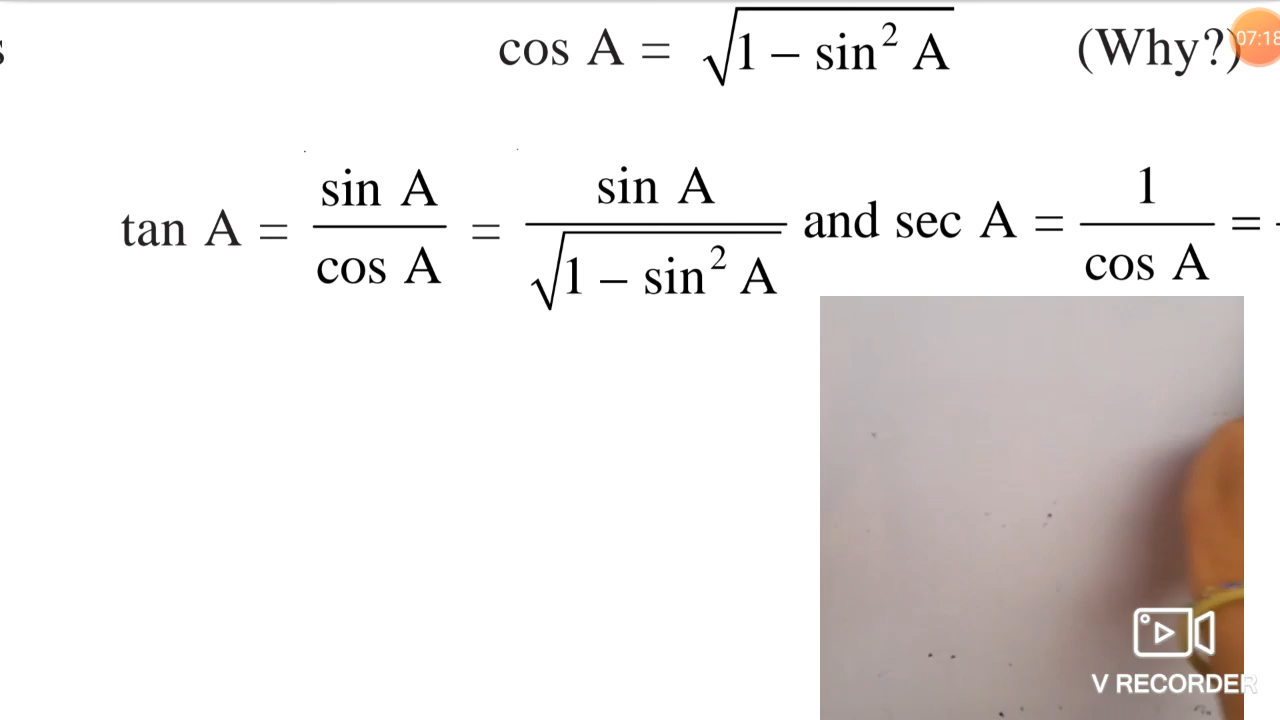 s cos A = √(1 – sin² A) (Why?) 07:18
tan A = sin A / cos A = sin A / √(1 – sin² A) and sec A = 1 / cos A =
V RECORDER